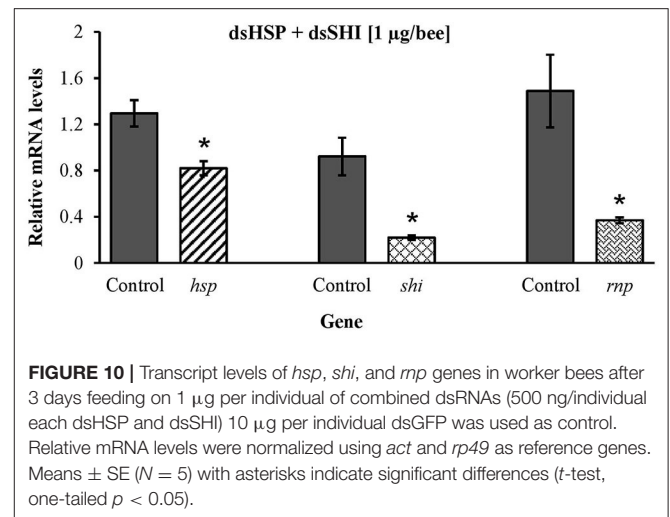 dsHSP + dsSHI [1 µg/bee]
Relative mRNA levels
2
1.6
1.2
0.8
0.4
0
*
*
*
Control hsp Control shi Control rnp
Gene
FIGURE 10 | Transcript levels of hsp, shi, and rnp genes in worker bees after
3 days feeding on 1 µg per individual of combined dsRNAs (500 ng/individual
each dsHSP and dsSHI) 10 µg per individual dsGFP was used as control.
Relative mRNA levels were normalized using act and rp49 as reference genes.
Means ± SE (N = 5) with asterisks indicate significant differences (t-test,
one-tailed p < 0.05).